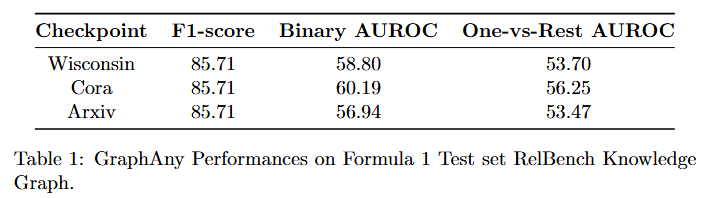 Checkpoint F1-score Binary AUROC One-vs-Rest AUROC
Wisconsin 85.71 58.80 53.70
Cora 85.71 60.19 56.25
Arxiv 85.71 56.94 53.47
Table 1: GraphAny Performances on Formula 1 Test set RelBench Knowledge
Graph.